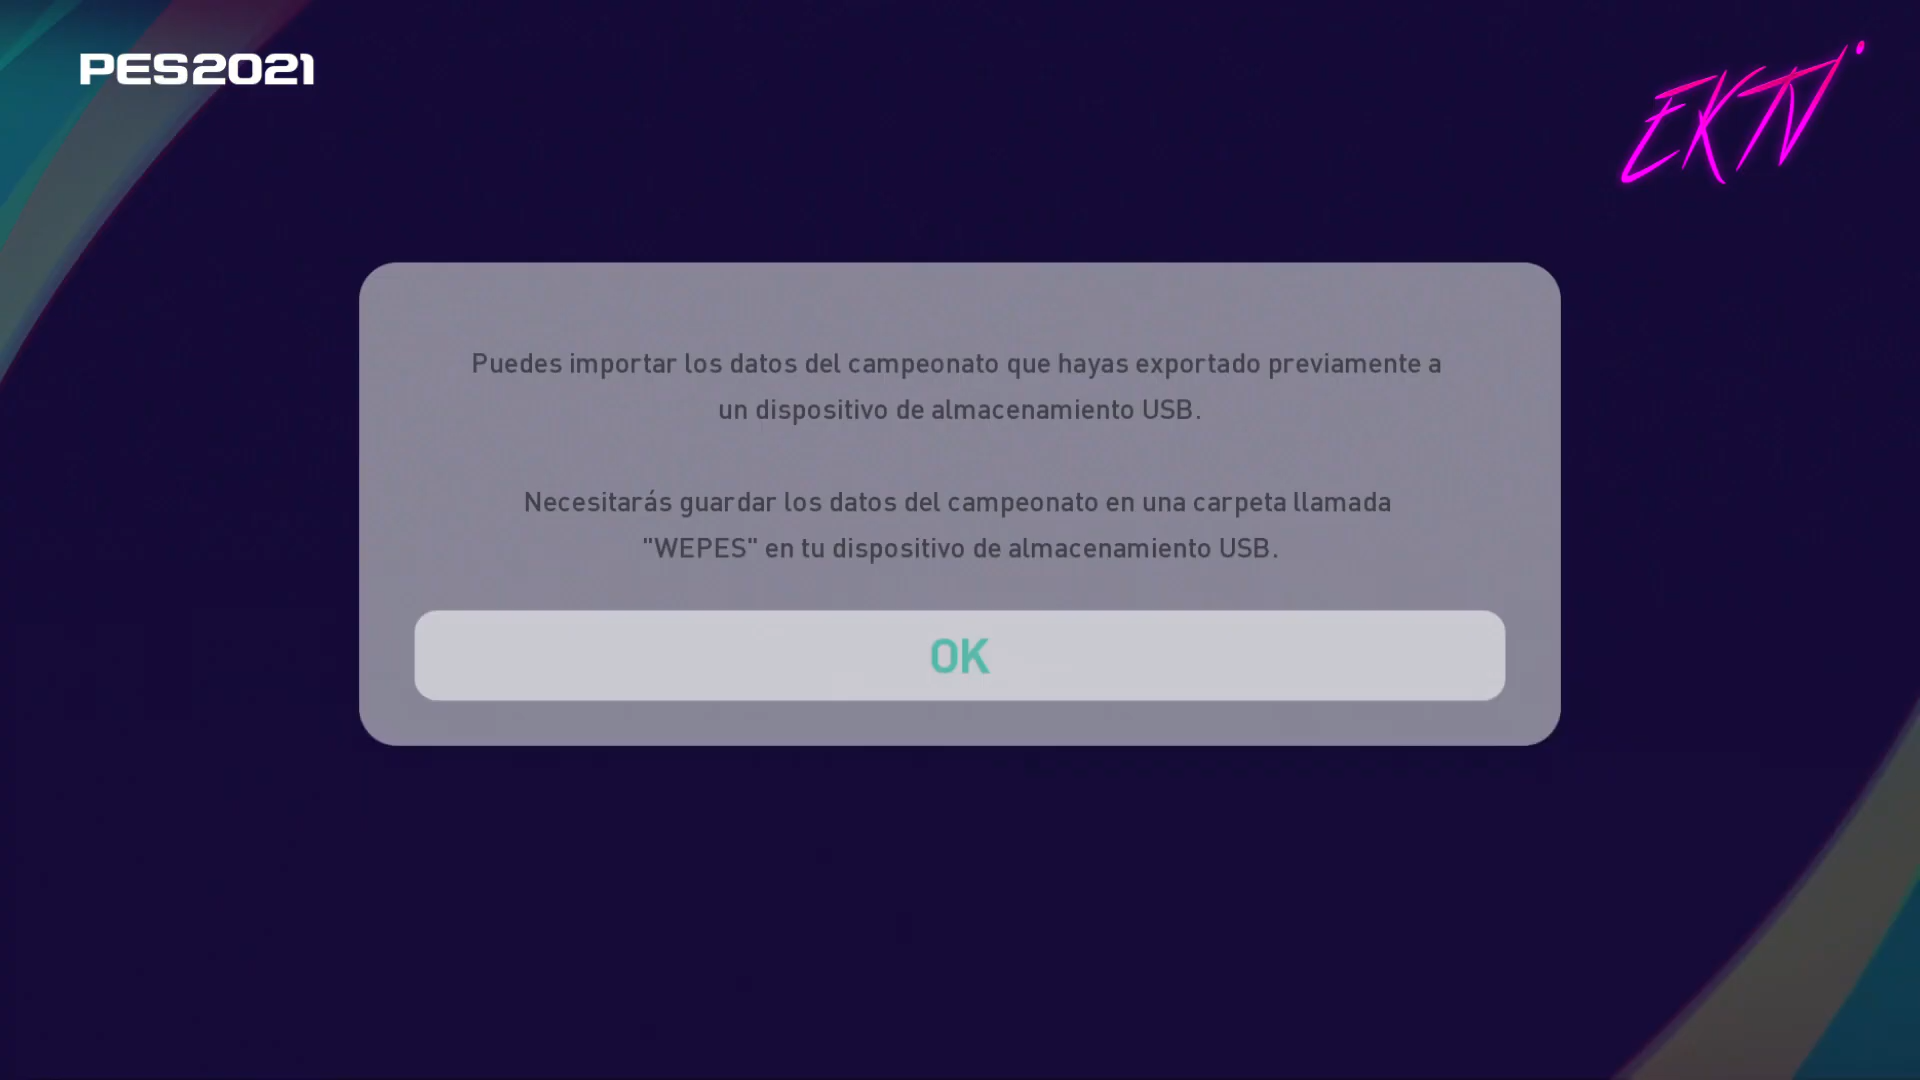 PES2021
EKTV
Puedes importar los datos del campeonato que hayas exportado previamente a
un dispositivo de almacenamiento USB.
Necesitarás guardar los datos del campeonato en una carpeta llamada
"WEPES" en tu dispositivo de almacenamiento USB.
OK